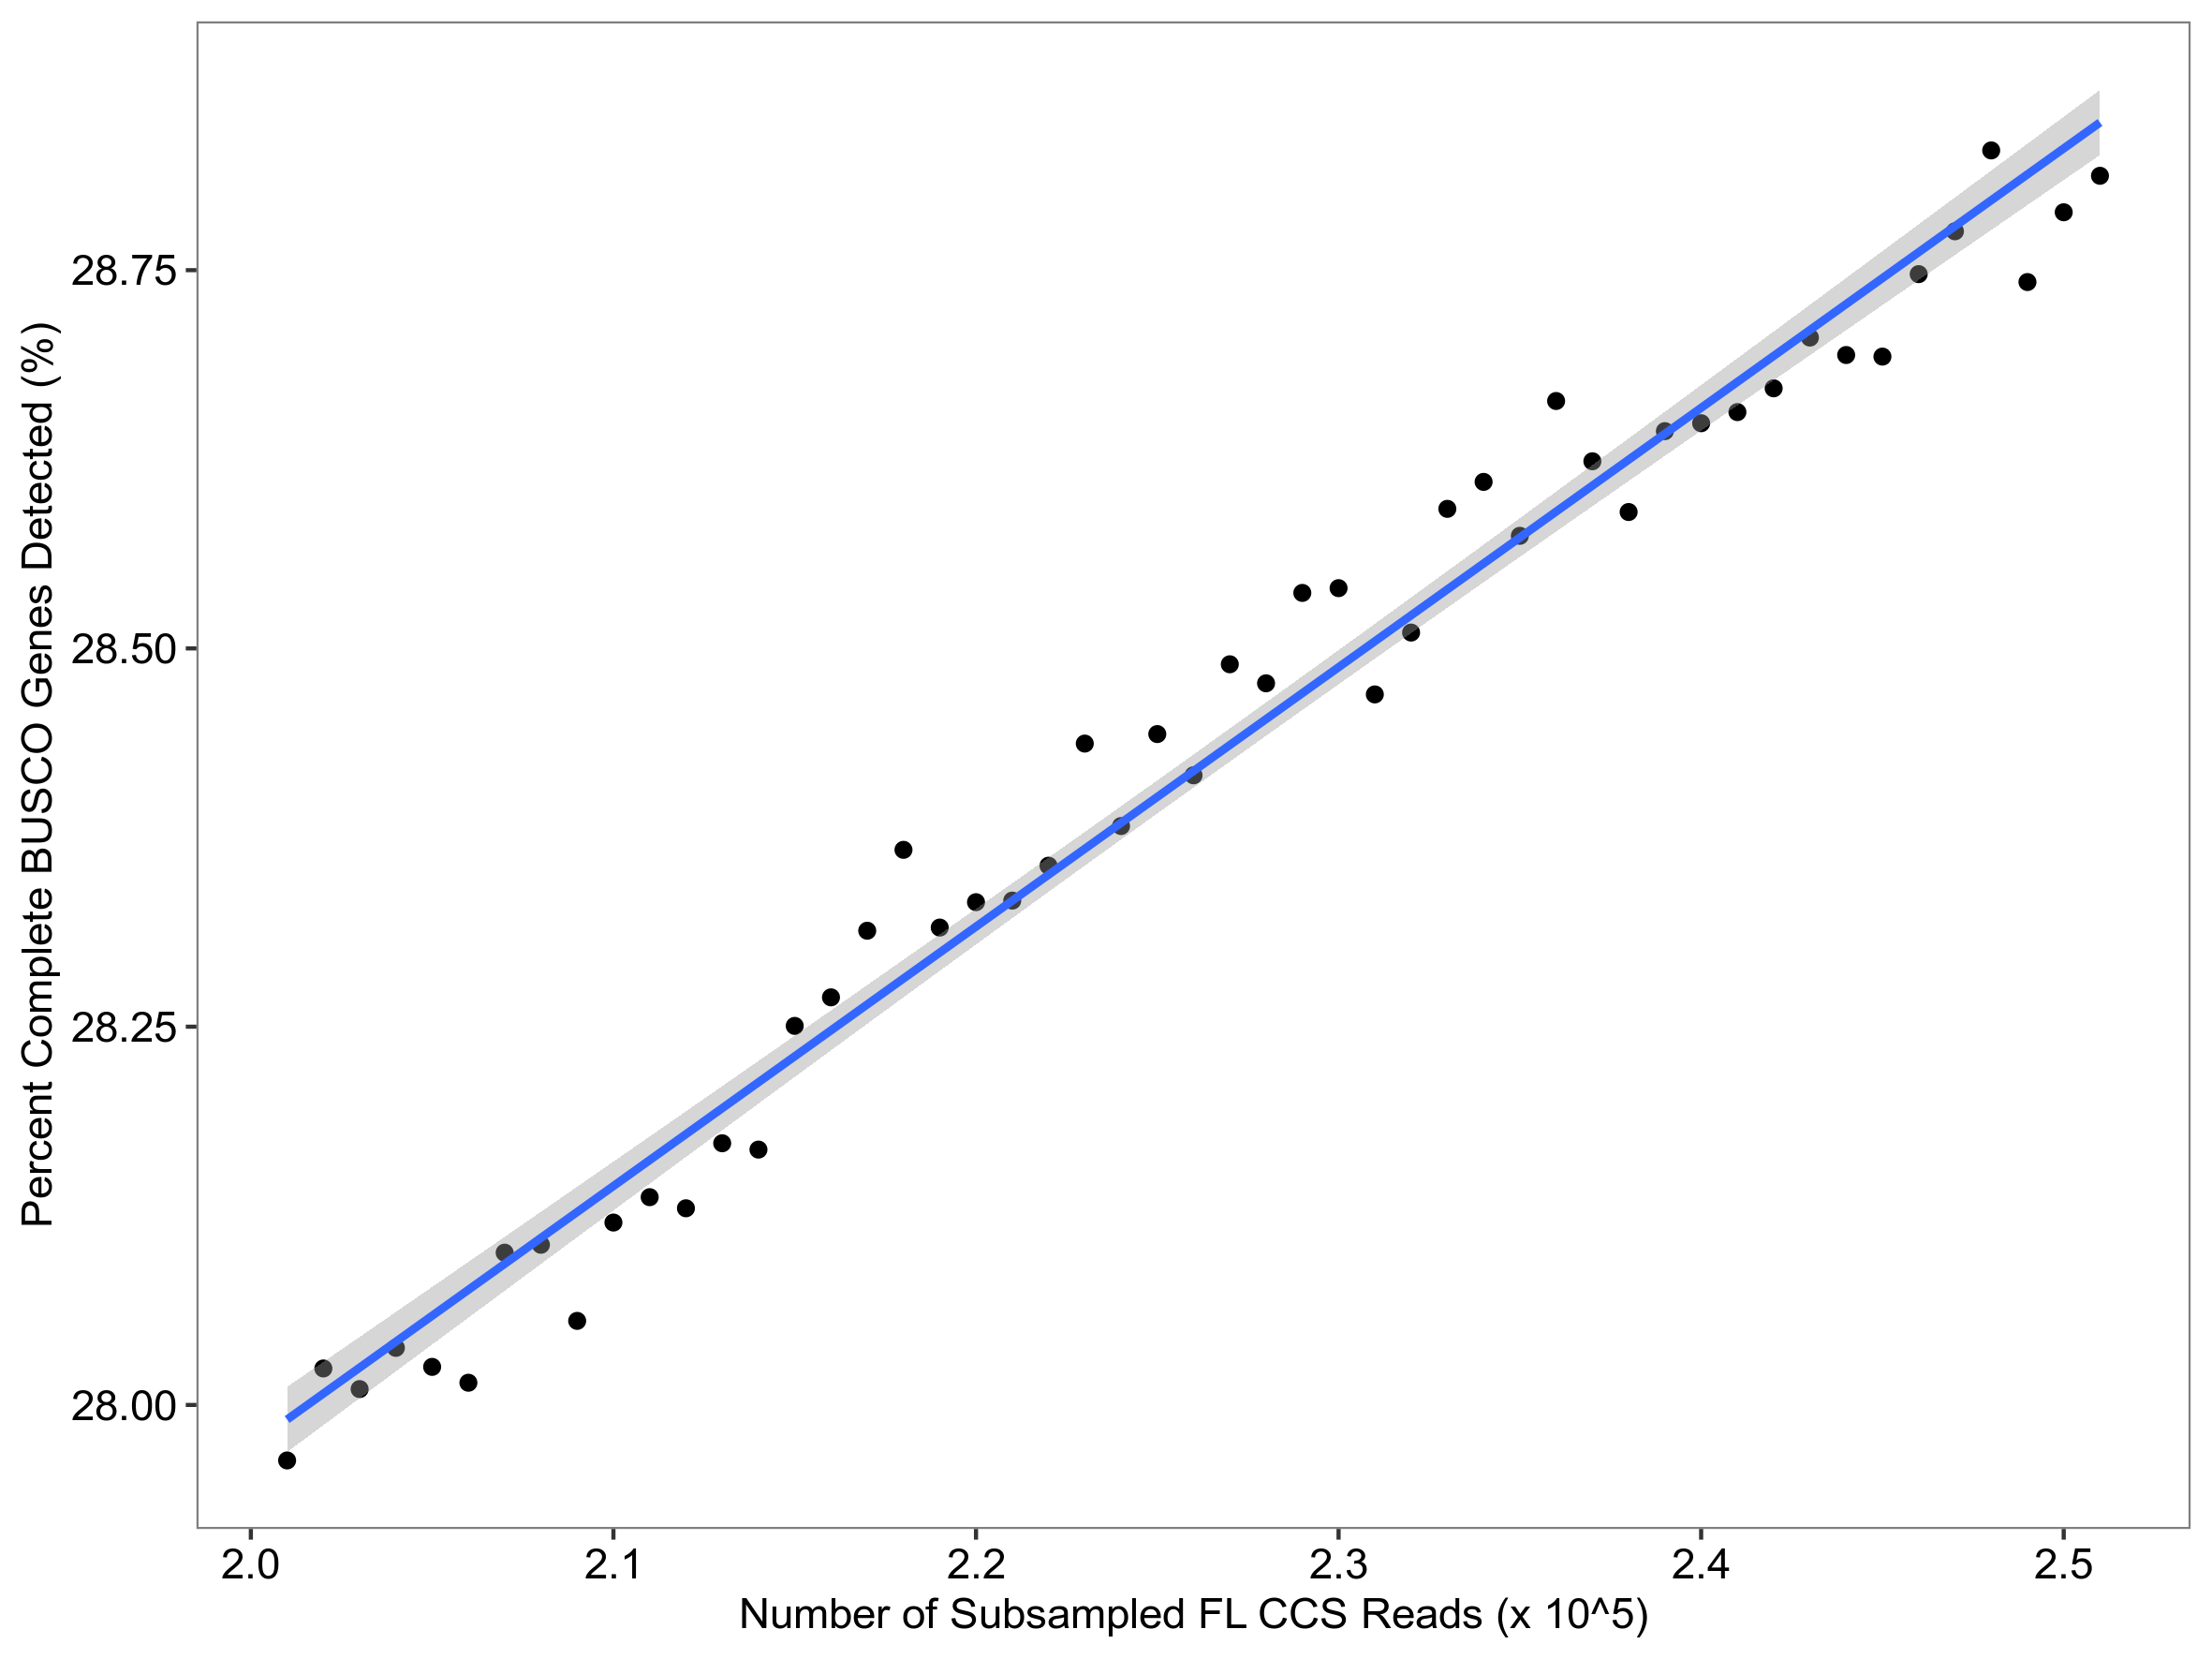 Percent Complete BUSCO Genes Detected (%)
28.75
28.50
28.25
28.00
2.0 2.1 2.2 2.3 2.4 2.5
Number of Subsampled FL CCS Reads (x 10^5)